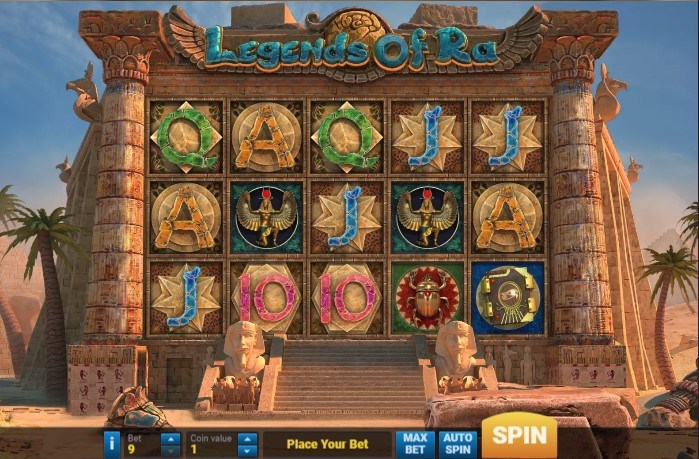 Legends Of Ra
Q A Q J J
A J A
J 10 10
i Bet 9 Coin value 1 Place Your Bet MAX BET AUTO SPIN SPIN